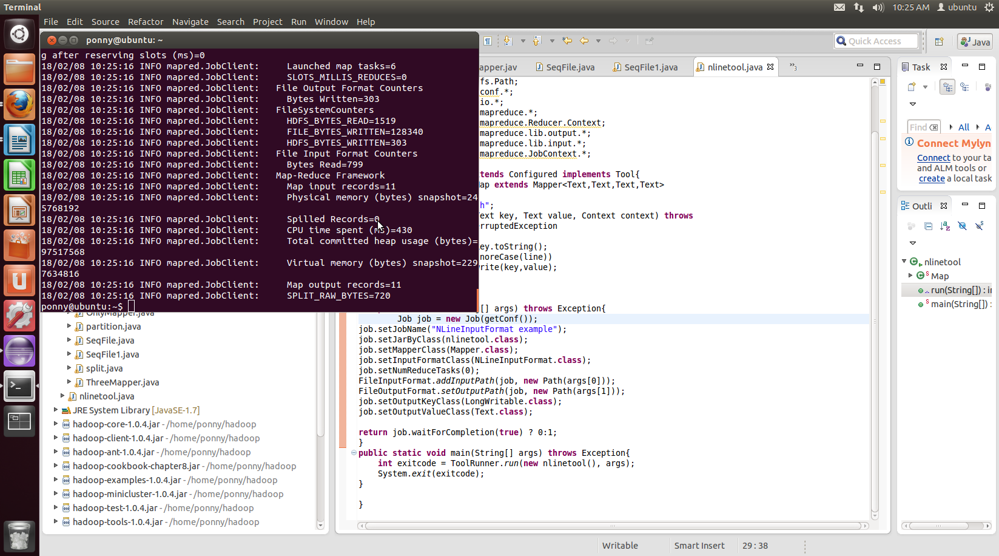 Terminal
10:25 AM
ubuntu
File Edit Source Refactor Navigate Search Project Run Window Help
ponny@ubuntu: ~
g after reserving slots (ms)=0
18/02/08 10:25:16 INFO mapred.JobClient:     Launched map tasks=6
18/02/08 10:25:16 INFO mapred.JobClient:     SLOTS_MILLIS_REDUCES=0
18/02/08 10:25:16 INFO mapred.JobClient:   File Output Format Counters
18/02/08 10:25:16 INFO mapred.JobClient:     Bytes Written=303
18/02/08 10:25:16 INFO mapred.JobClient:   FileSystemCounters
18/02/08 10:25:16 INFO mapred.JobClient:     HDFS_BYTES_READ=1519
18/02/08 10:25:16 INFO mapred.JobClient:     FILE_BYTES_WRITTEN=128340
18/02/08 10:25:16 INFO mapred.JobClient:     HDFS_BYTES_WRITTEN=303
18/02/08 10:25:16 INFO mapred.JobClient:   File Input Format Counters
18/02/08 10:25:16 INFO mapred.JobClient:     Bytes Read=799
18/02/08 10:25:16 INFO mapred.JobClient:   Map-Reduce Framework
18/02/08 10:25:16 INFO mapred.JobClient:     Map input records=11
18/02/08 10:25:16 INFO mapred.JobClient:     Physical memory (bytes) snapshot=24
5768192
18/02/08 10:25:16 INFO mapred.JobClient:     Spilled Records=0
18/02/08 10:25:16 INFO mapred.JobClient:     CPU time spent (ms)=430
18/02/08 10:25:16 INFO mapred.JobClient:     Total committed heap usage (bytes)=
97517568
18/02/08 10:25:16 INFO mapred.JobClient:     Virtual memory (bytes) snapshot=229
7634816
18/02/08 10:25:16 INFO mapred.JobClient:     Map output records=11
18/02/08 10:25:16 INFO mapred.JobClient:     SPLIT_RAW_BYTES=720
ponny@ubuntu:~$
OnlyMapper.java
partition.java
SeqFile.java
SeqFile1.java
split.java
ThreeMapper.java
nlinetool.java
JRE System Library [JavaSE-1.7]
hadoop-core-1.0.4.jar - /home/ponny/hadoop
hadoop-client-1.0.4.jar - /home/ponny/hadoop
hadoop-ant-1.0.4.jar - /home/ponny/hadoop
hadoop-cookbook-chapter8.jar - /home/ponny/hadoop
hadoop-examples-1.0.4.jar - /home/ponny/hadoop
hadoop-minicluster-1.0.4.jar - /home/ponny/hadoop
hadoop-test-1.0.4.jar - /home/ponny/hadoop
hadoop-tools-1.0.4.jar - /home/ponny/hadoop
Quick Access
Java
apper.jav
SeqFile.java
SeqFile1.java
nlinetool.java
»3
fs.Path;
conf.*;
io.*;
mapreduce.*;
mapreduce.Reducer.Context;
mapreduce.lib.output.*;
mapreduce.lib.input.*;
mapreduce.JobContext.*;
tends Configured implements Tool{
ap extends Mapper<Text,Text,Text,Text>
h";
ext key, Text value, Context context) throws
erruptedException
ey.toString();
noreCase(line))
rite(key,value);
[] args) throws Exception{
Job job = new Job(getConf());
job.setJobName("NLineInputFormat example");
job.setJarByClass(nlinetool.class);
job.setMapperClass(Mapper.class);
job.setInputFormatClass(NLineInputFormat.class);
job.setNumReduceTasks(0);
FileInputFormat.addInputPath(job, new Path(args[0]));
FileOutputFormat.setOutputPath(job, new Path(args[1]));
job.setOutputKeyClass(LongWritable.class);
job.setOutputValueClass(Text.class);
return job.waitForCompletion(true) ? 0:1;
}
public static void main(String[] args) throws Exception{
int exitcode = ToolRunner.run(new nlinetool(), args);
System.exit(exitcode);
}
}
Task
Find
All
A
Connect Mylyn
Connect to your ta
and ALM tools or
create a local task
Outli
nlinetool
Map
run(String[]) : in
main(String[]) :
Writable
Smart Insert
29 : 38